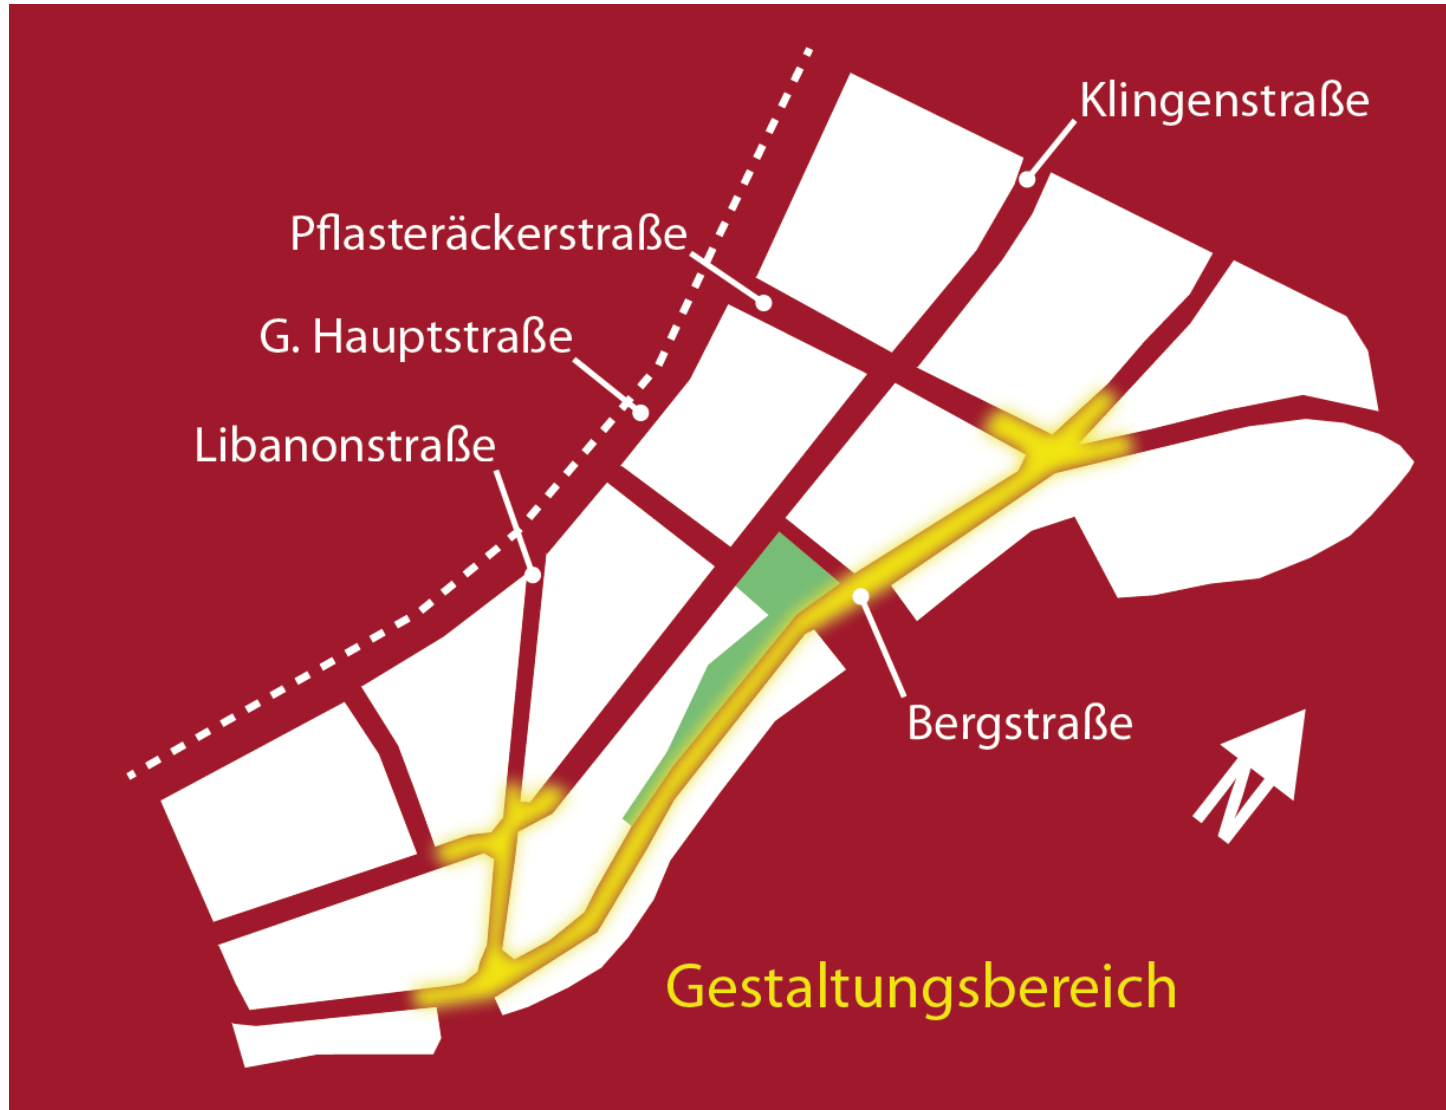 Klingenstraße
Pflasteräckerstraße
G. Hauptstraße
Libanonstraße
Bergstraße
N
Gestaltungsbereich